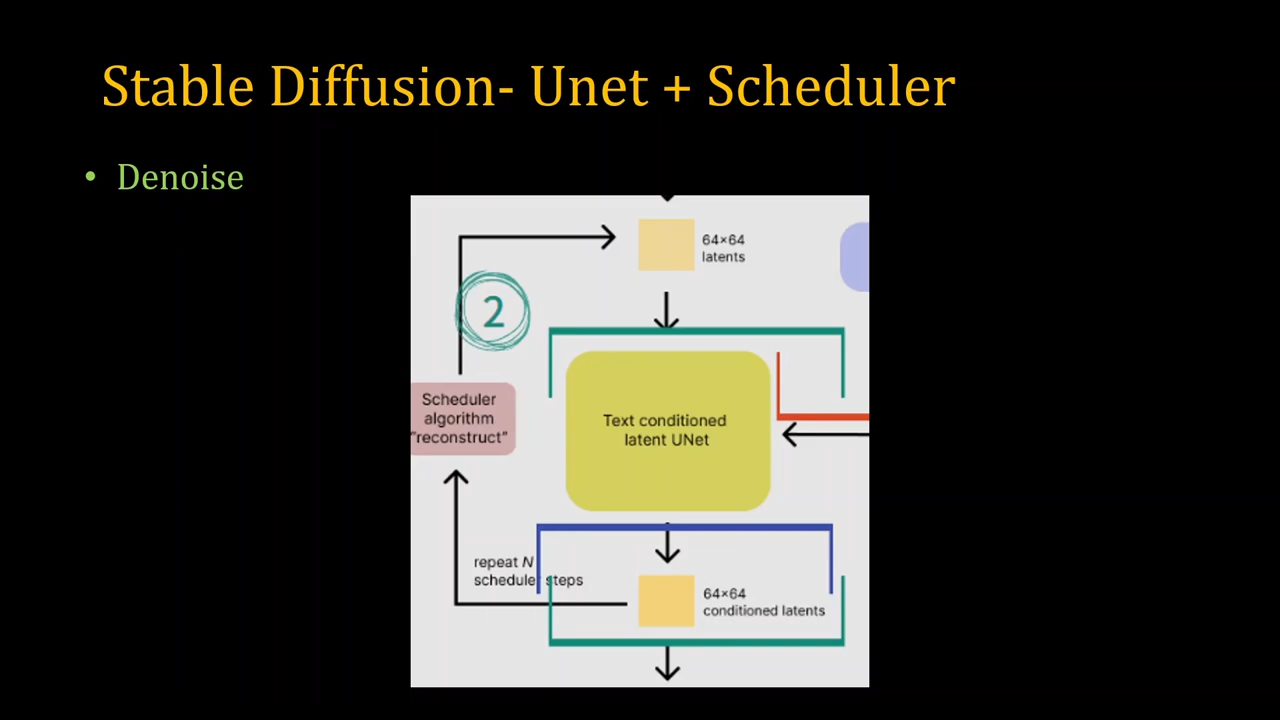 Stable Diffusion- Unet + Scheduler
• Denoise
64×64
latents
2
Scheduler
algorithm
"reconstruct"
Text conditioned
latent UNet
repeat N
scheduler steps
64×64
conditioned latents